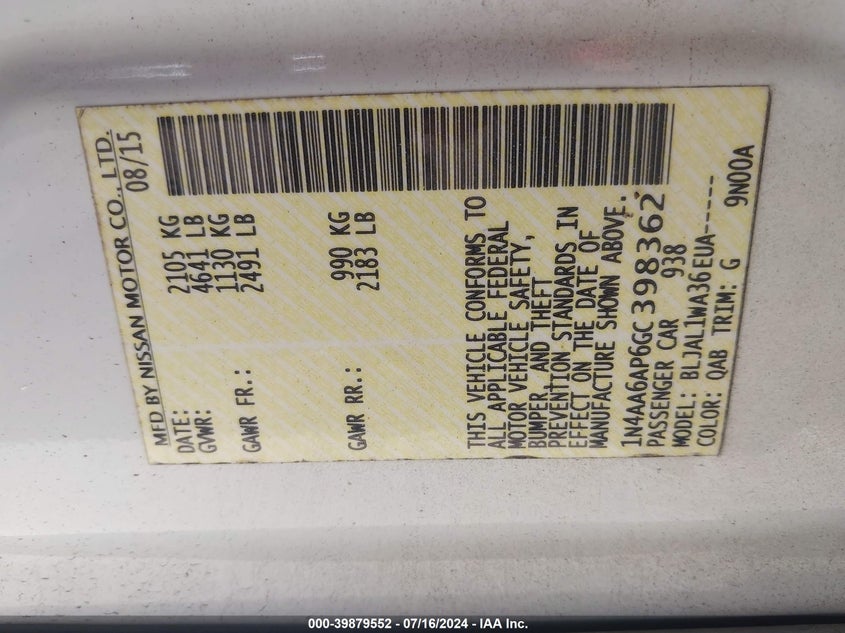 MFD BY NISSAN MOTOR CO., LTD.
DATE: 08/15
GVWR: 2105 KG
4641 LB
GAWR FR.: 1130 KG
2491 LB
GAWR RR.: 990 KG
2183 LB
THIS VEHICLE CONFORMS TO
ALL APPLICABLE FEDERAL
MOTOR VEHICLE SAFETY,
BUMPER, AND THEFT
PREVENTION STANDARDS IN
EFFECT ON THE DATE OF
MANUFACTURE SHOWN ABOVE.
1N4AA6AP6GC398362
PASSENGER CAR 938
MODEL: BLJAL1WA36EUA-----
COLOR: QAB TRIM: G 9N00A
000-39879552 - 07/16/2024 - IAA Inc.